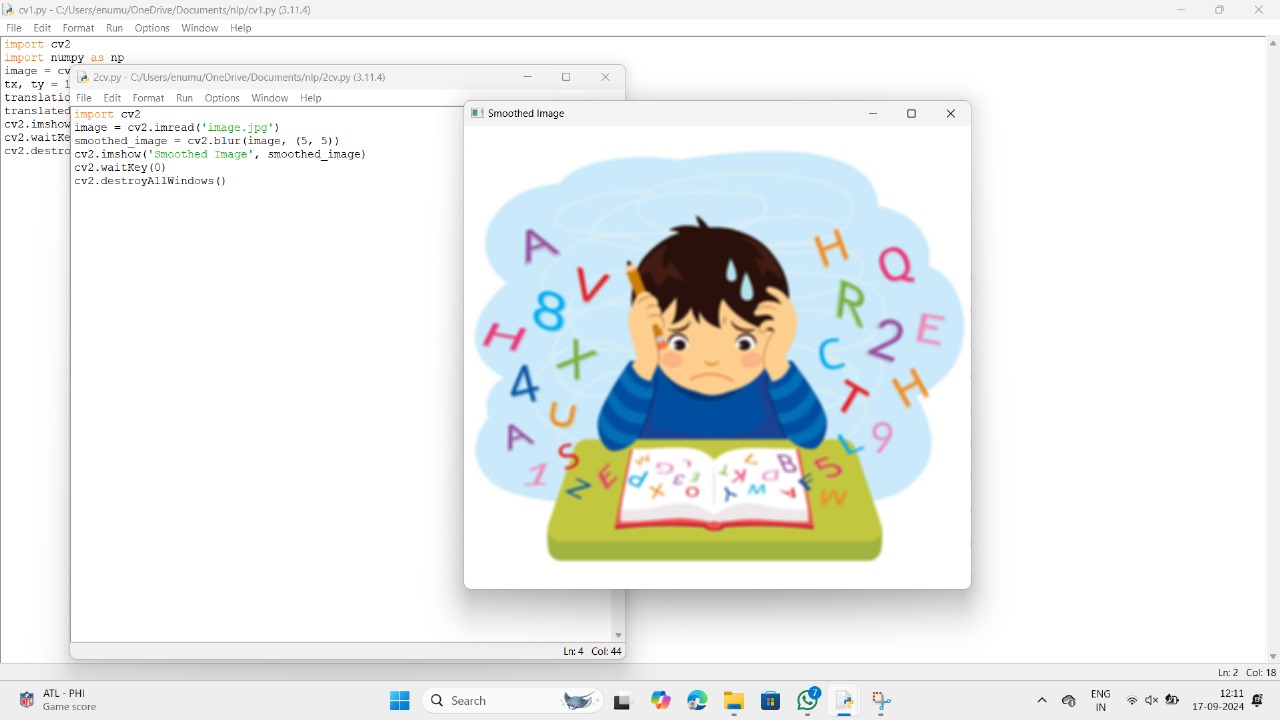 cv1.py - C:/Users/enumu/OneDrive/Documents/nlp/cv1.py (3.11.4)
File Edit Format Run Options Window Help
import cv2
import numpy as np
image = cv
tx, ty = 1
translatio
translated
cv2.imshow
cv2.waitKe
cv2.destro
2cv.py - C:/Users/enumu/OneDrive/Documents/nlp/2cv.py (3.11.4)
File Edit Format Run Options Window Help
import cv2
image = cv2.imread('image.jpg')
smoothed_image = cv2.blur(image, (5, 5))
cv2.imshow('Smoothed Image', smoothed_image)
cv2.waitKey(0)
cv2.destroyAllWindows()
Smoothed Image
A
V
8
H
X
4
U
A
S
1
N
E
H
Q
R
E
2
C
T
H
L
9
5
F
M
B
Ln: 4 Col: 44
Ln: 2 Col: 18
ATL - PHI
Game score
Search
7
ENG
IN
12:11
17-09-2024